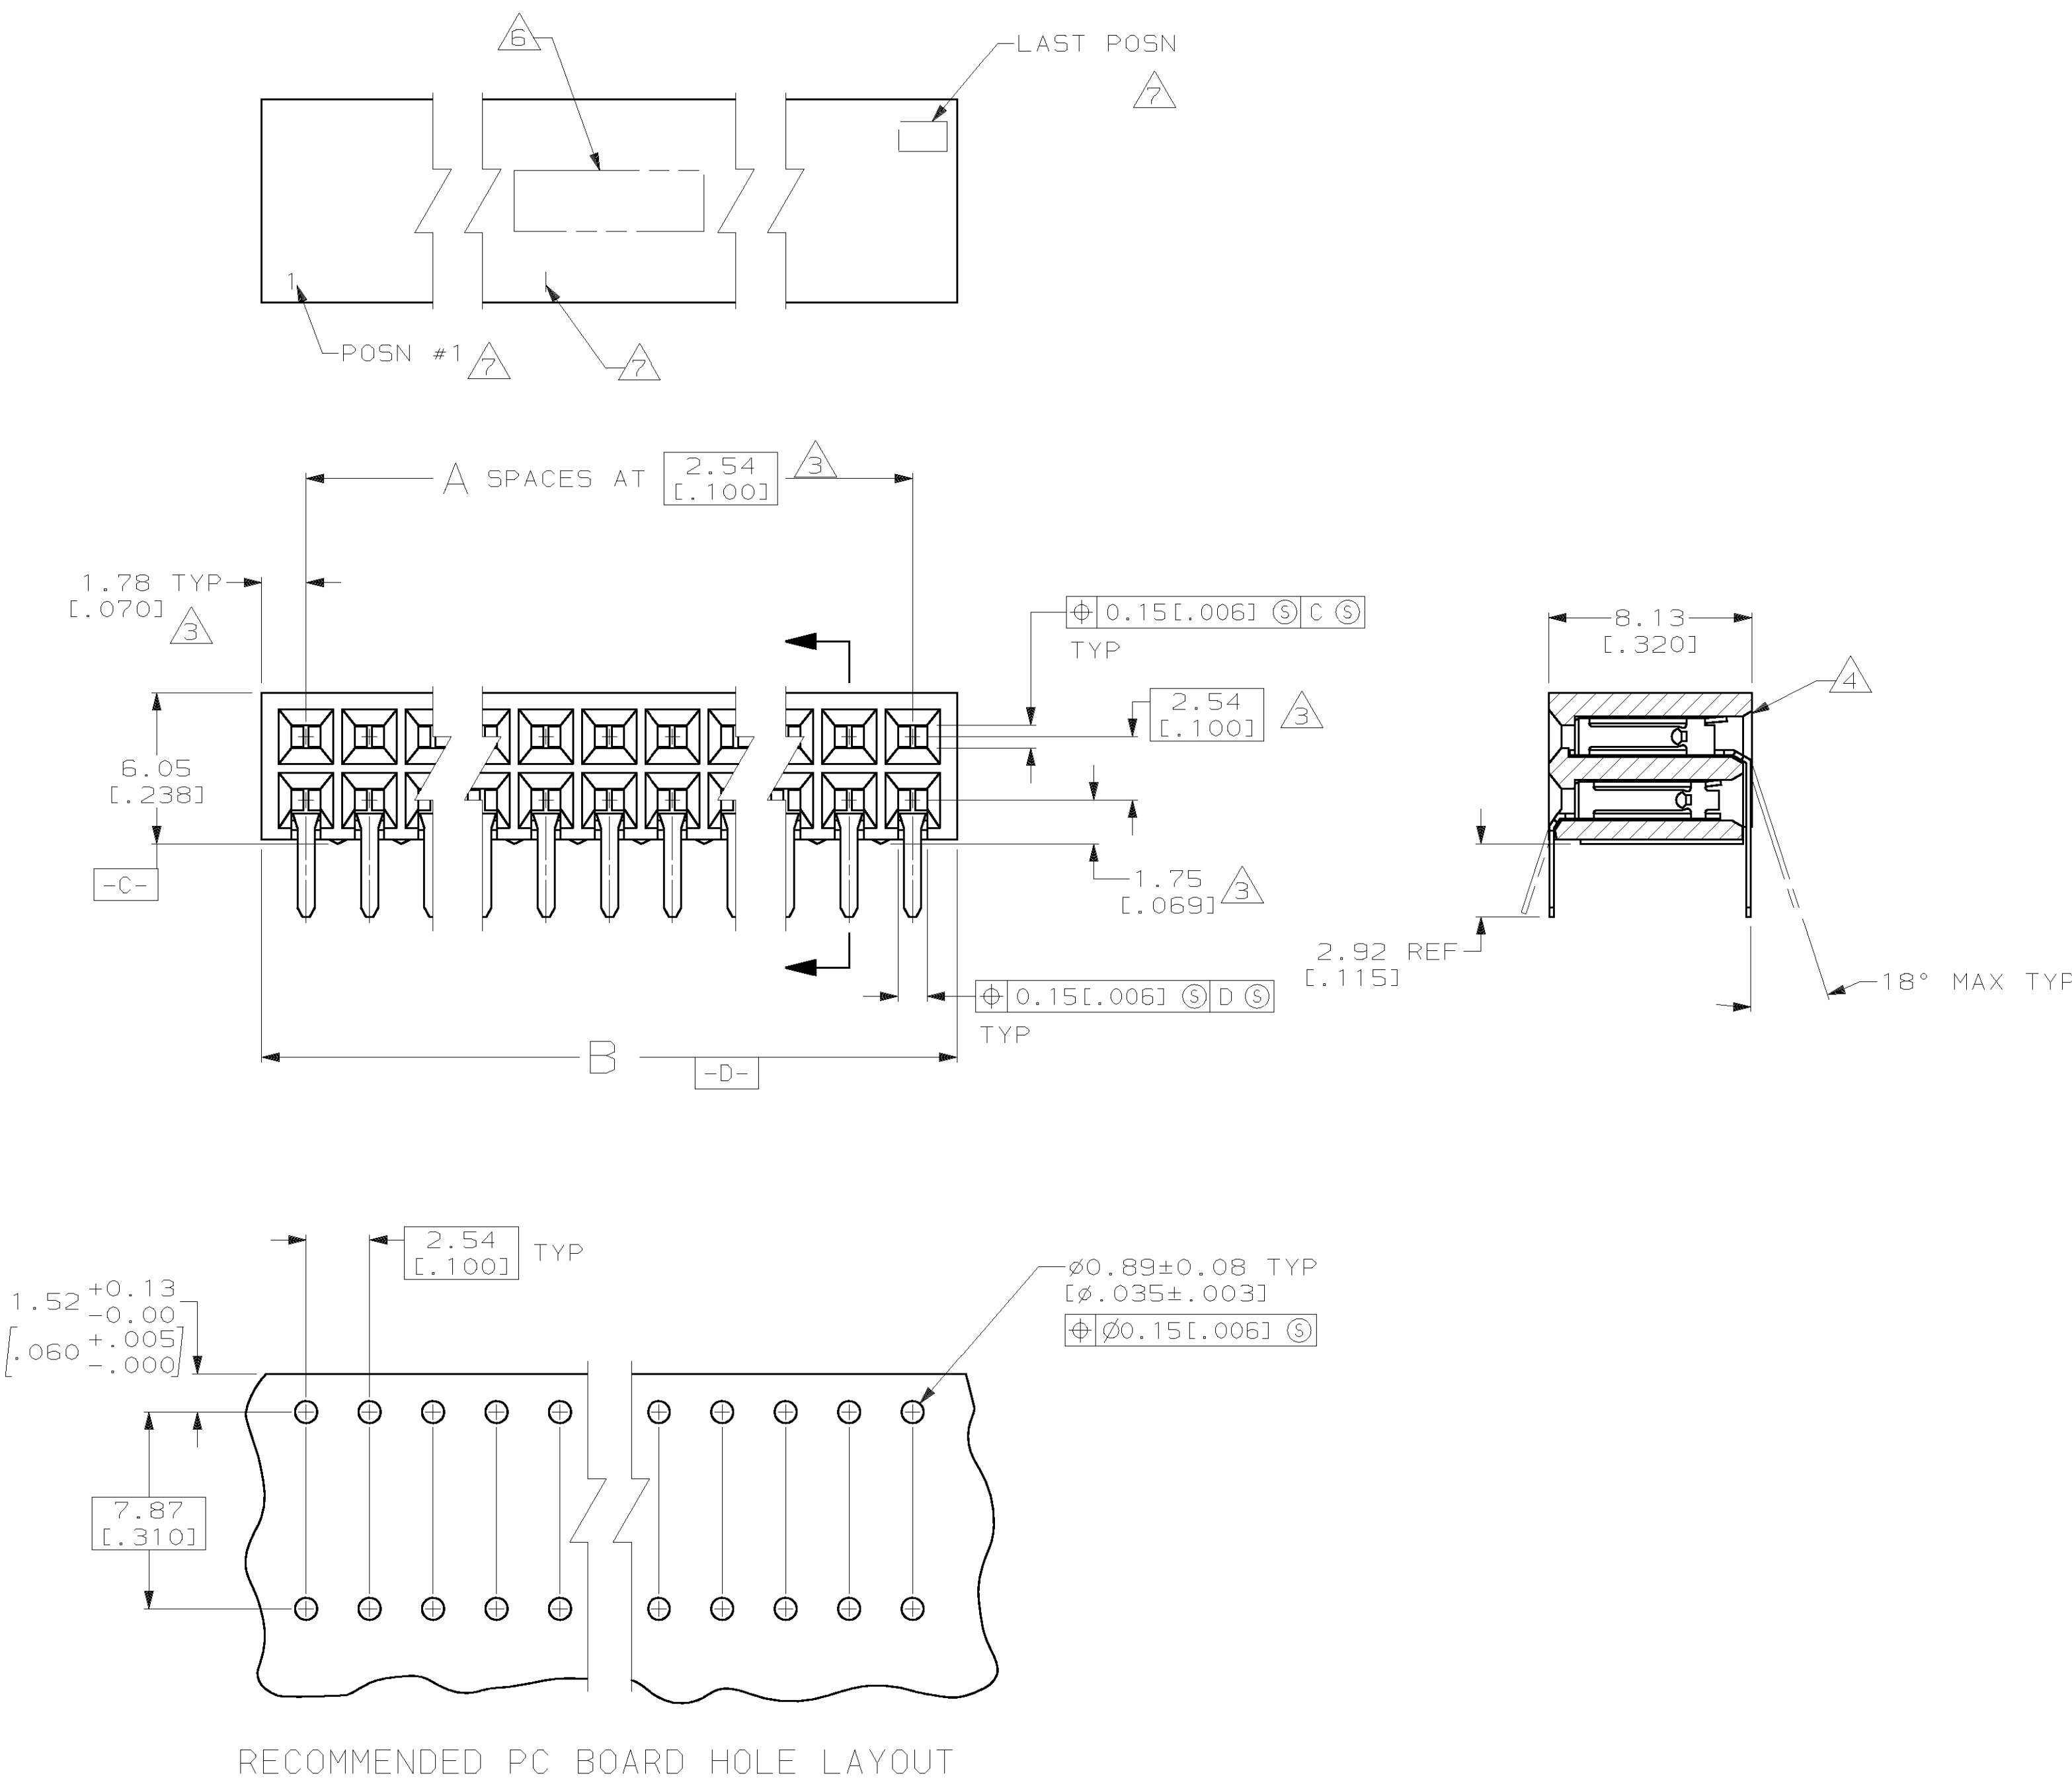 6
LAST POSN
7
1
POSN #1 7
7
A SPACES AT 2.54 3
[.100]
1.78 TYP
[.070] 3
⌖ 0.15[.006] Ⓢ C Ⓢ
TYP
8.13
[.320]
4
2.54 3
[.100]
6.05
[.238]
-C-
1.75 3
[.069]
2.92 REF
[.115]
18° MAX TYP
⌖ 0.15[.006] Ⓢ D Ⓢ
TYP
B
-D-
2.54 TYP
[.100]
1.52 +0.13
-0.00
[.060 +.005
-.000]
ø0.89±0.08 TYP
[ø.035±.003]
⌖ ø0.15[.006] Ⓢ
7.87
[.310]
RECOMMENDED PC BOARD HOLE LAYOUT